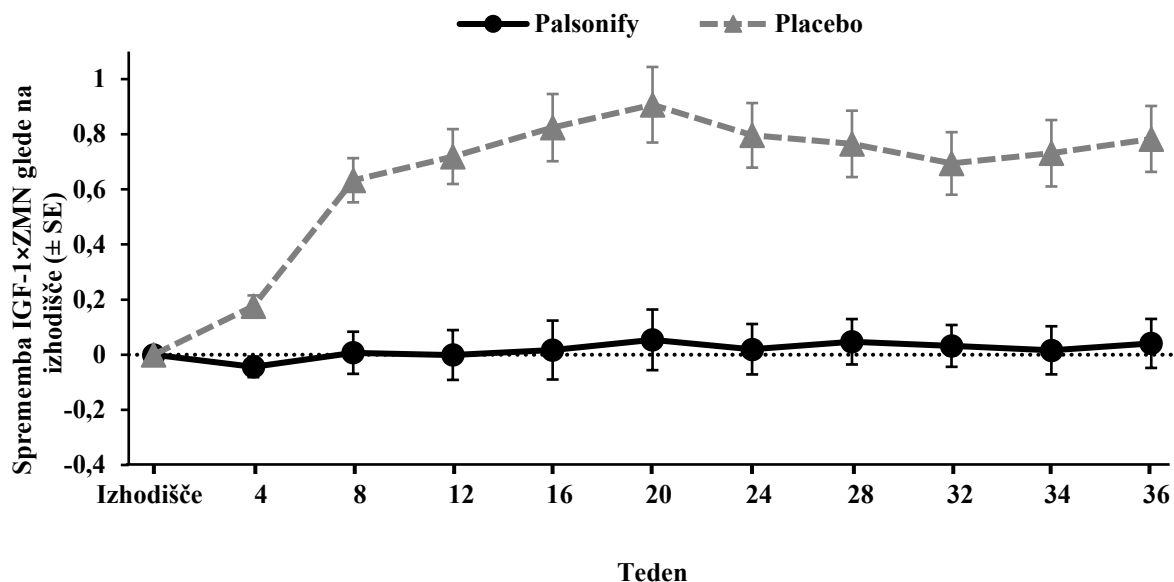 Palsonify Placebo
Sprememba IGF-1×ZMN glede na
izhodišče (± SE)
1
0,8
0,6
0,4
0,2
0
-0,2
-0,4
Izhodišče 4 8 12 16 20 24 28 32 34 36
Teden